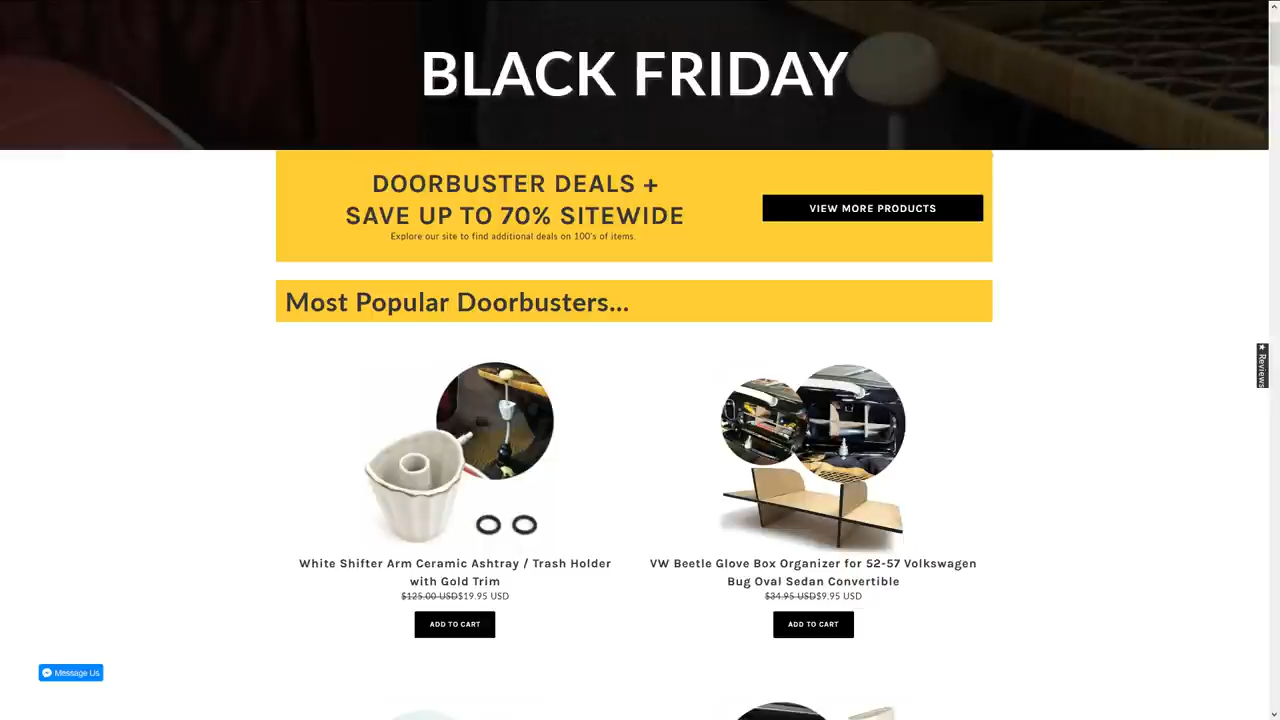 BLACK FRIDAY
DOORBUSTER DEALS +
SAVE UP TO 70% SITEWIDE
Explore our site to find additional deals on 100's of items.
VIEW MORE PRODUCTS
Most Popular Doorbusters...
★ Reviews
White Shifter Arm Ceramic Ashtray / Trash Holder
with Gold Trim
$125.00 USD$19.95 USD
ADD TO CART
VW Beetle Glove Box Organizer for 52-57 Volkswagen
Bug Oval Sedan Convertible
$34.95 USD$9.95 USD
ADD TO CART
Message Us